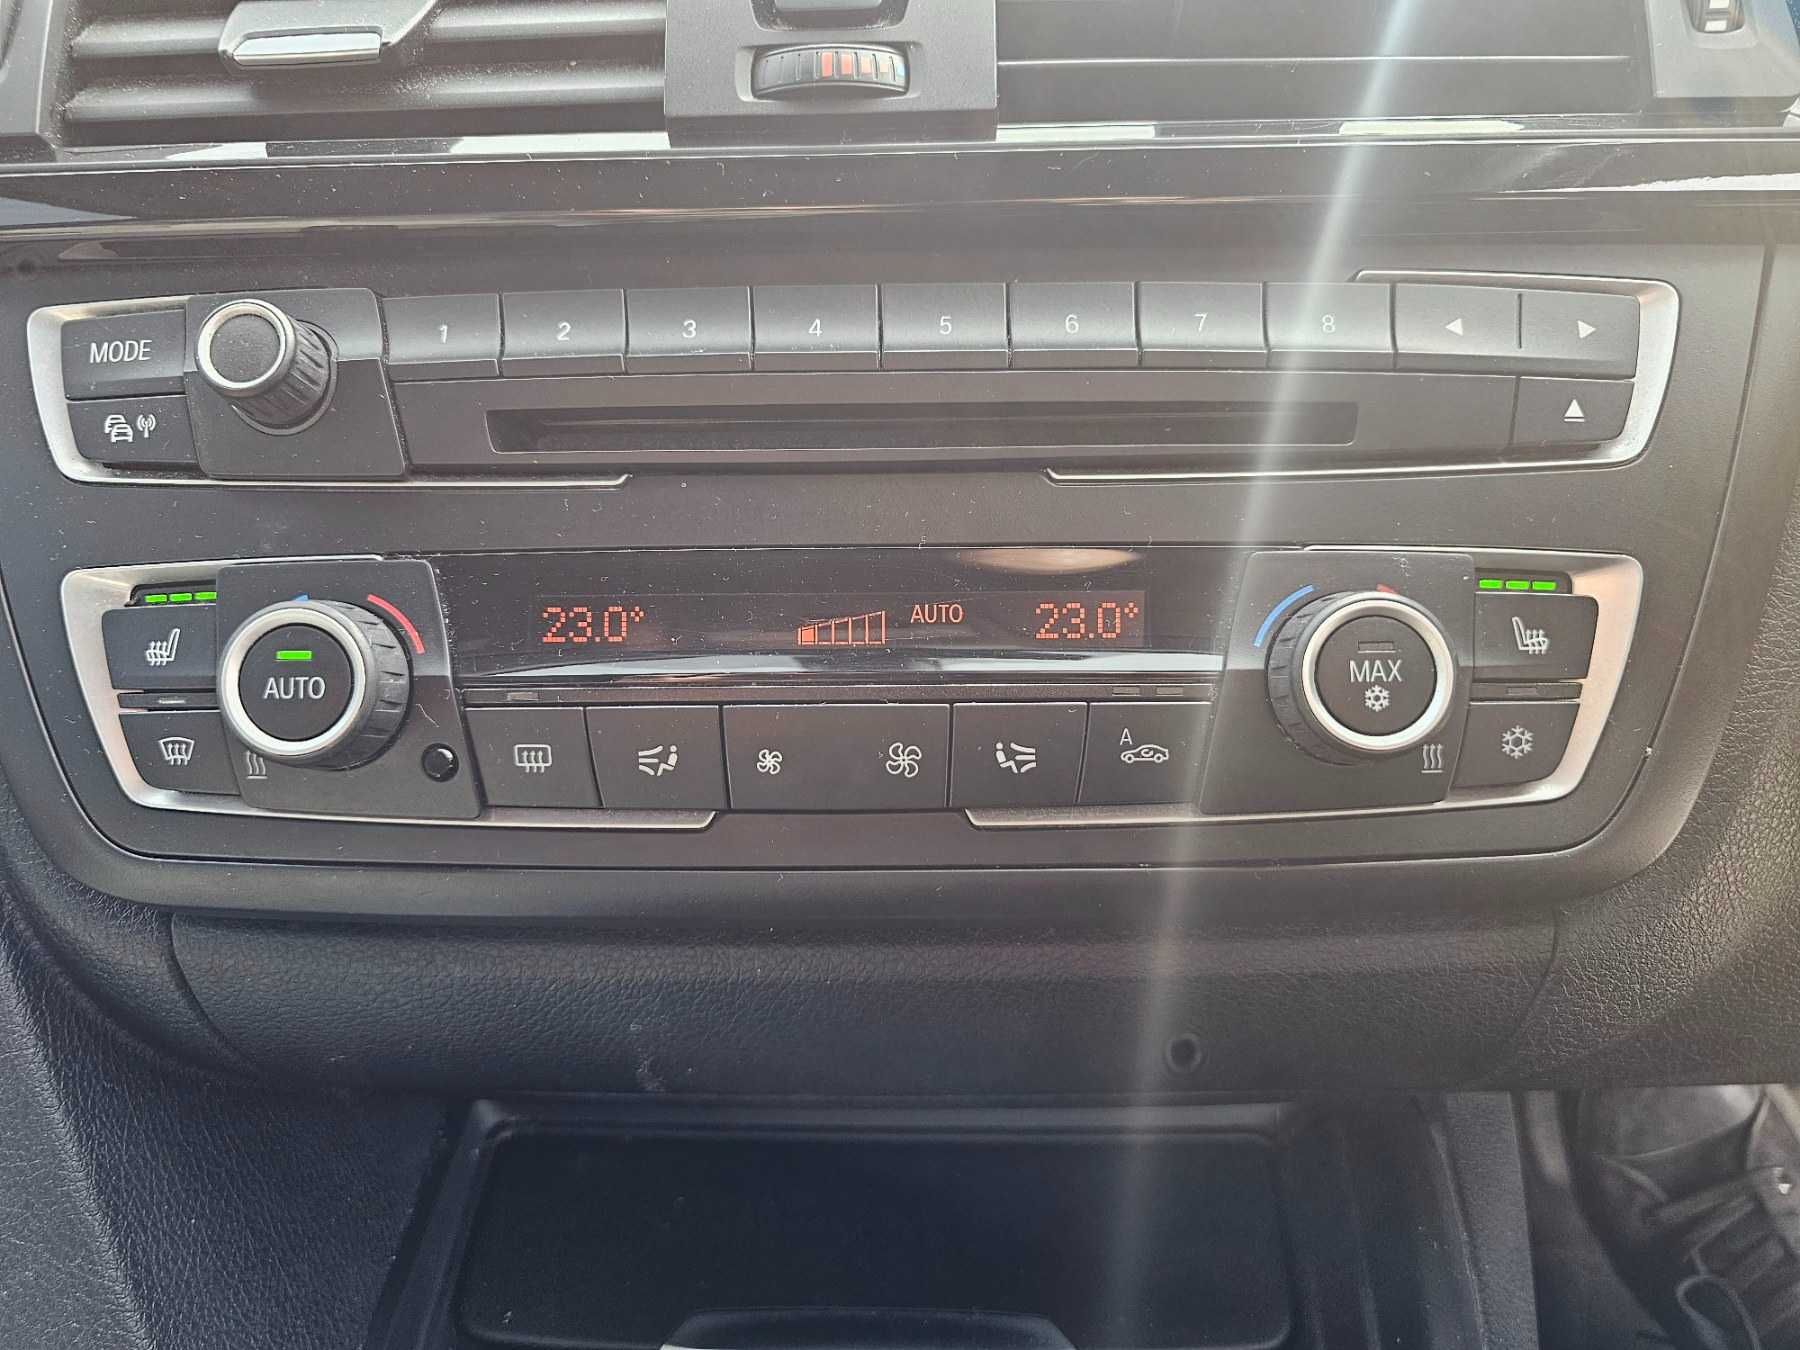 MODE
1 2 3 4 5 6 7 8
23.0° AUTO 23.0°
AUTO
MAX
A